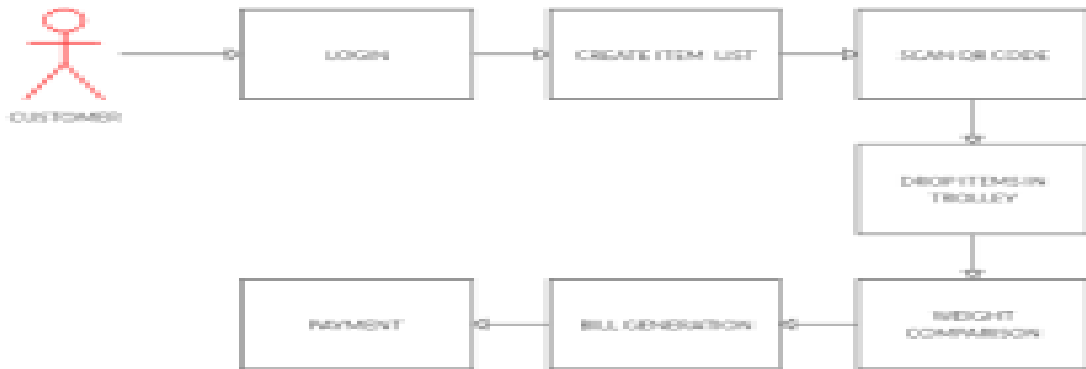 LOGIN
CREATE ITEM LIST
SCAN QR CODE
CUSTOMER
DROP ITEMS IN
TROLLEY
WEIGHT
COMPARISON
BILL GENERATION
PAYMENT